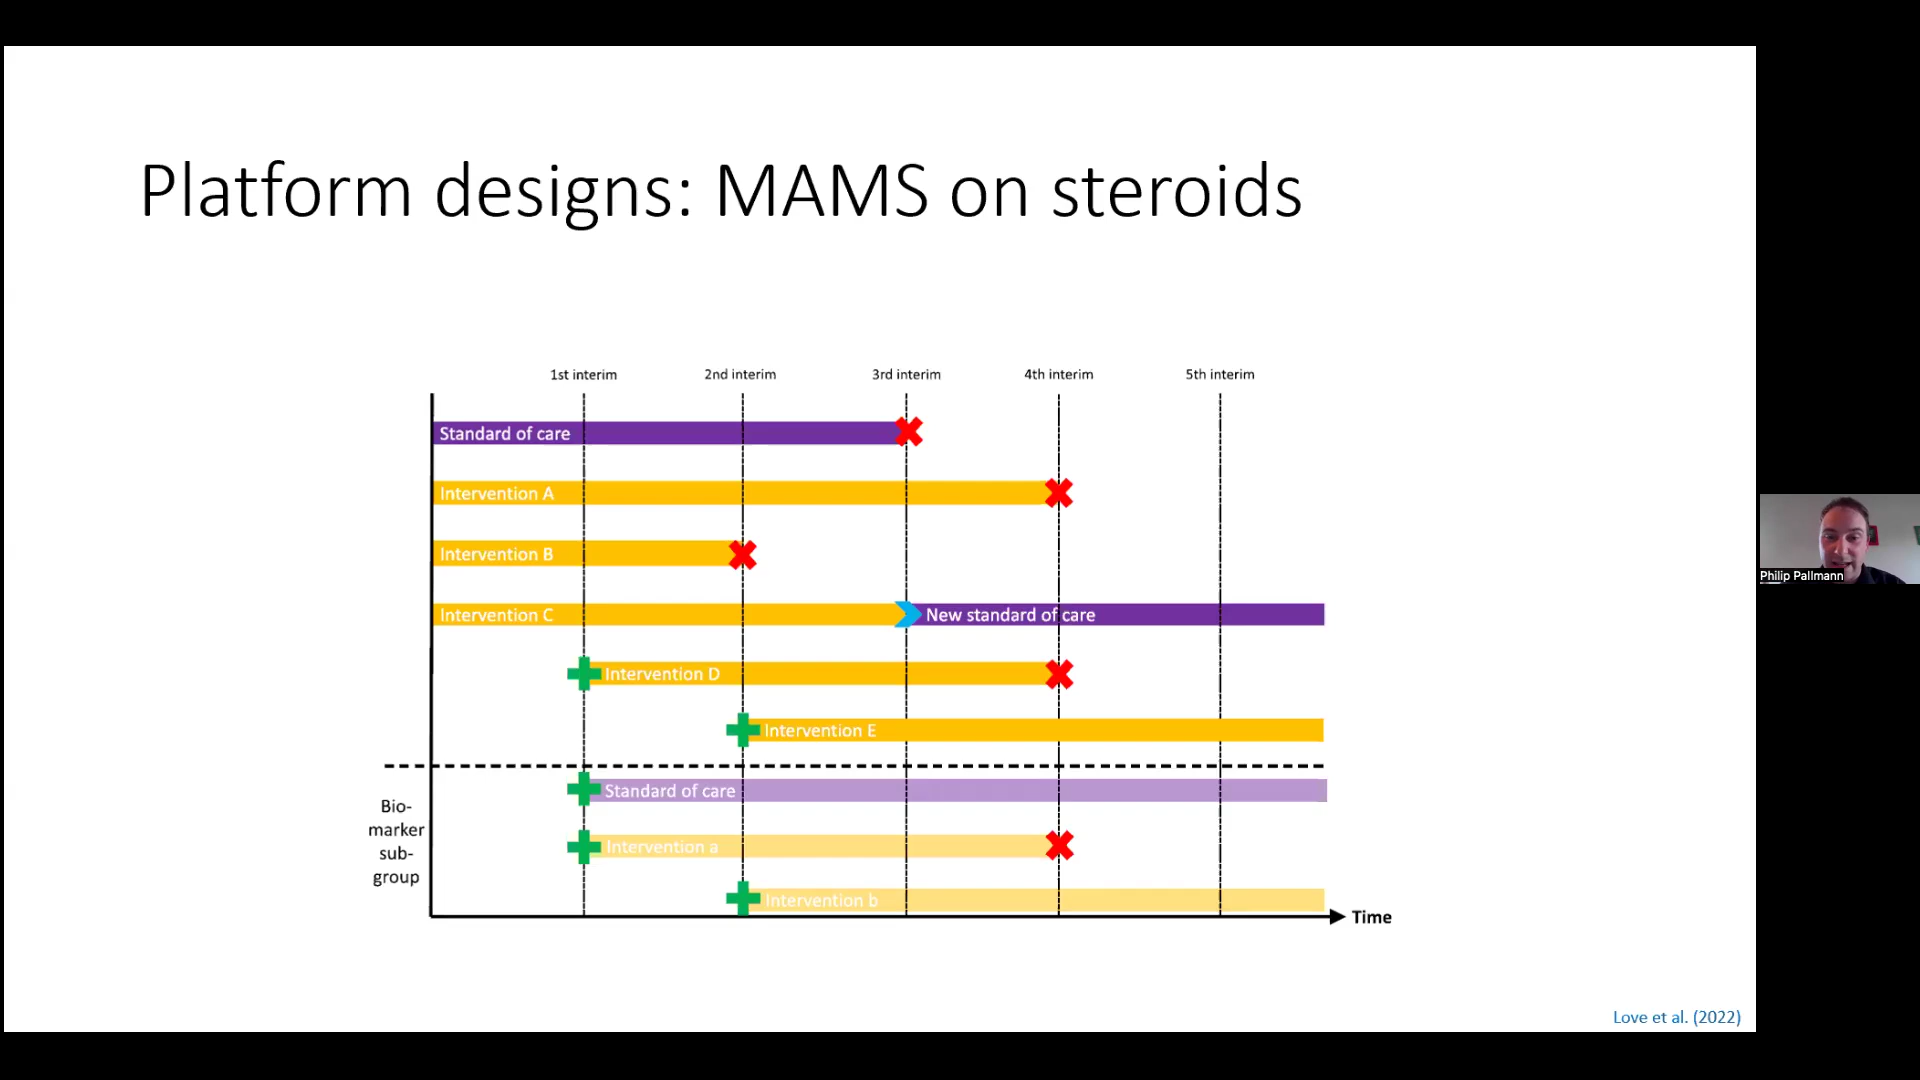 Platform designs: MAMS on steroids
1st interim
2nd interim
3rd interim
4th interim
5th interim
Standard of care
Intervention A
Intervention B
Intervention C
New standard of care
Intervention D
Intervention E
Bio-
marker
sub-
group
Standard of care
Intervention a
Intervention b
Time
Love et al. (2022)
Philip Pallmann